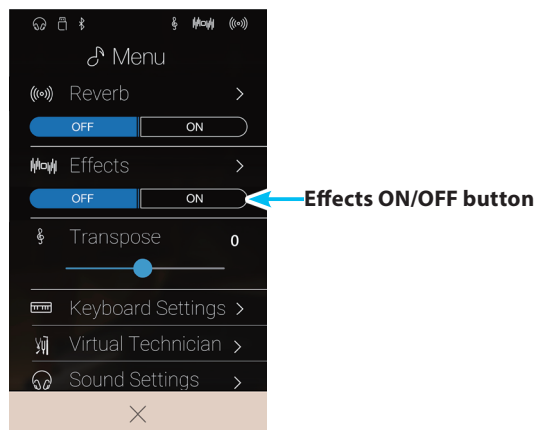 Menu
Reverb
OFF ON
Effects
OFF ON
Effects ON/OFF button
Transpose 0
Keyboard Settings
Virtual Technician
Sound Settings